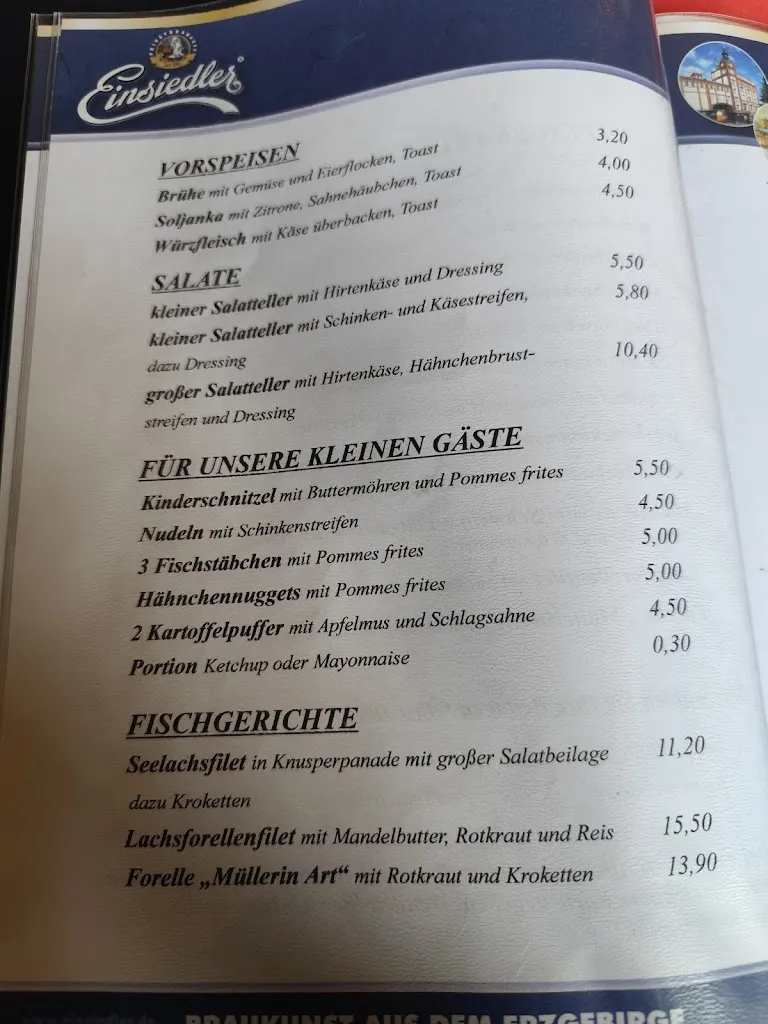 Einsiedler
VORSPEISEN
Brühe mit Gemüse und Eierflocken, Toast 3,20
Soljanka mit Zitrone, Sahnehäubchen, Toast 4,00
Würzfleisch mit Käse überbacken, Toast 4,50
SALATE
kleiner Salatteller mit Hirtenkäse und Dressing 5,50
kleiner Salatteller mit Schinken- und Käsestreifen, 5,80
dazu Dressing
großer Salatteller mit Hirtenkäse, Hähnchenbrust- 10,40
streifen und Dressing
FÜR UNSERE KLEINEN GÄSTE
Kinderschnitzel mit Buttermöhren und Pommes frites 5,50
Nudeln mit Schinkenstreifen 4,50
3 Fischstäbchen mit Pommes frites 5,00
Hähnchennuggets mit Pommes frites 5,00
2 Kartoffelpuffer mit Apfelmus und Schlagsahne 4,50
Portion Ketchup oder Mayonnaise 0,30
FISCHGERICHTE
Seelachsfilet in Knusperpanade mit großer Salatbeilage 11,20
dazu Kroketten
Lachsforellenfilet mit Mandelbutter, Rotkraut und Reis 15,50
Forelle „Müllerin Art“ mit Rotkraut und Kroketten 13,90
BRAUKUNST AUS DEM ERZGEBIRGE